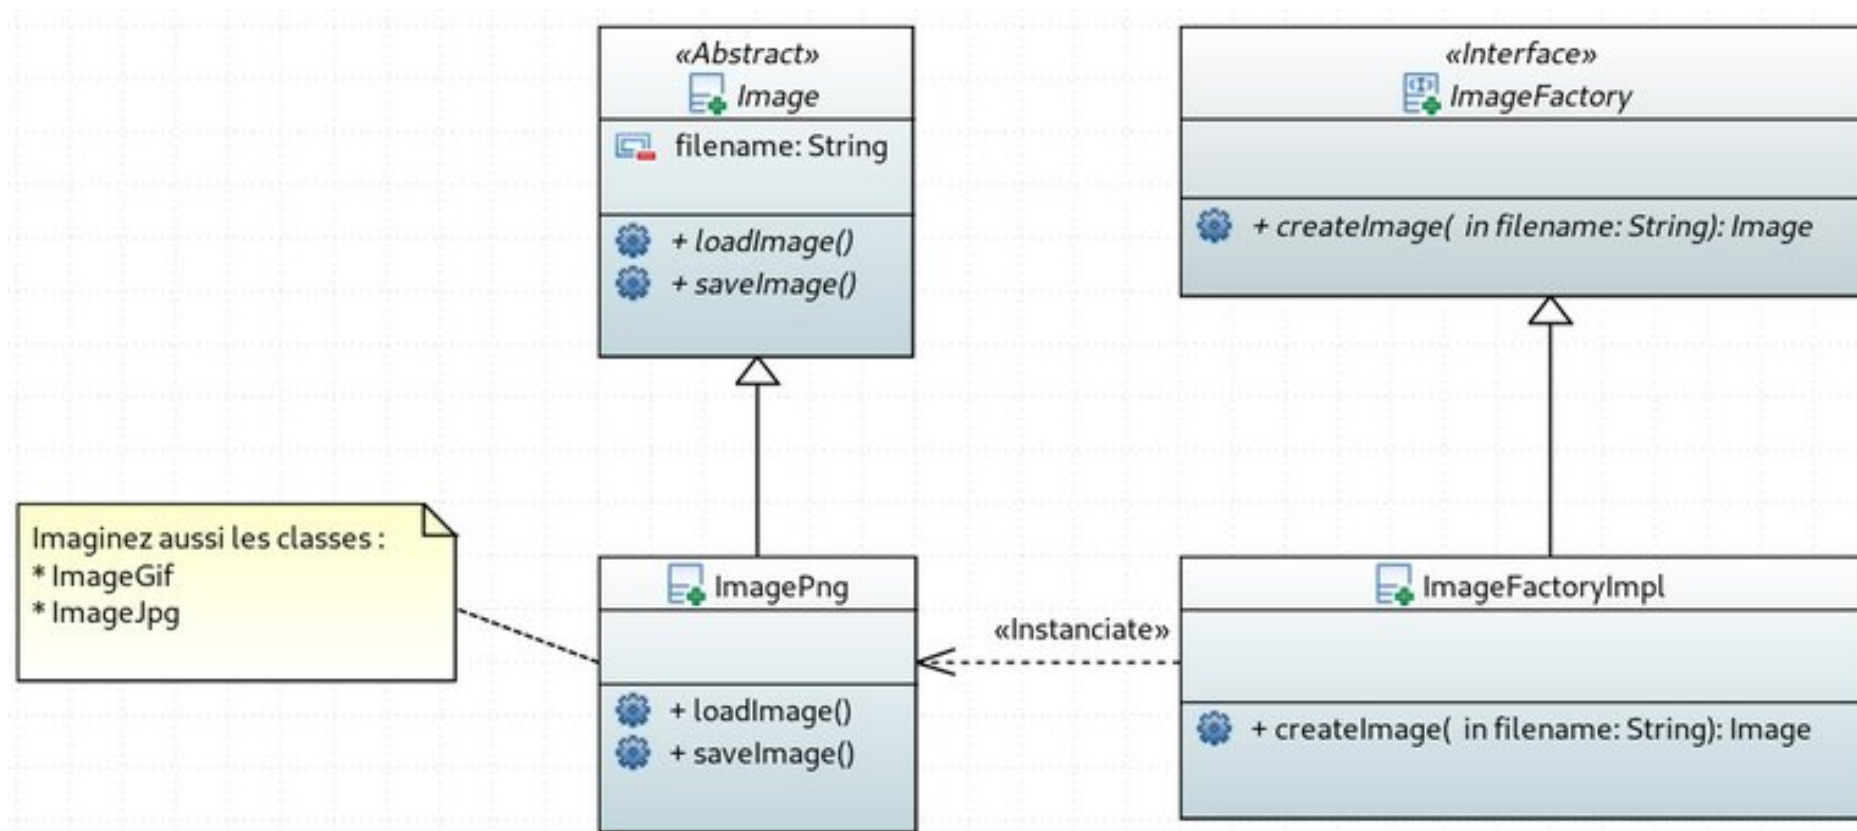 «Abstract»
Image
filename: String
+ loadImage()
+ saveImage()
«Interface»
ImageFactory
+ createImage( in filename: String): Image
Imaginez aussi les classes :
* ImageGif
* ImageJpg
ImagePng
+ loadImage()
+ saveImage()
«Instanciate»
ImageFactoryImpl
+ createImage( in filename: String): Image